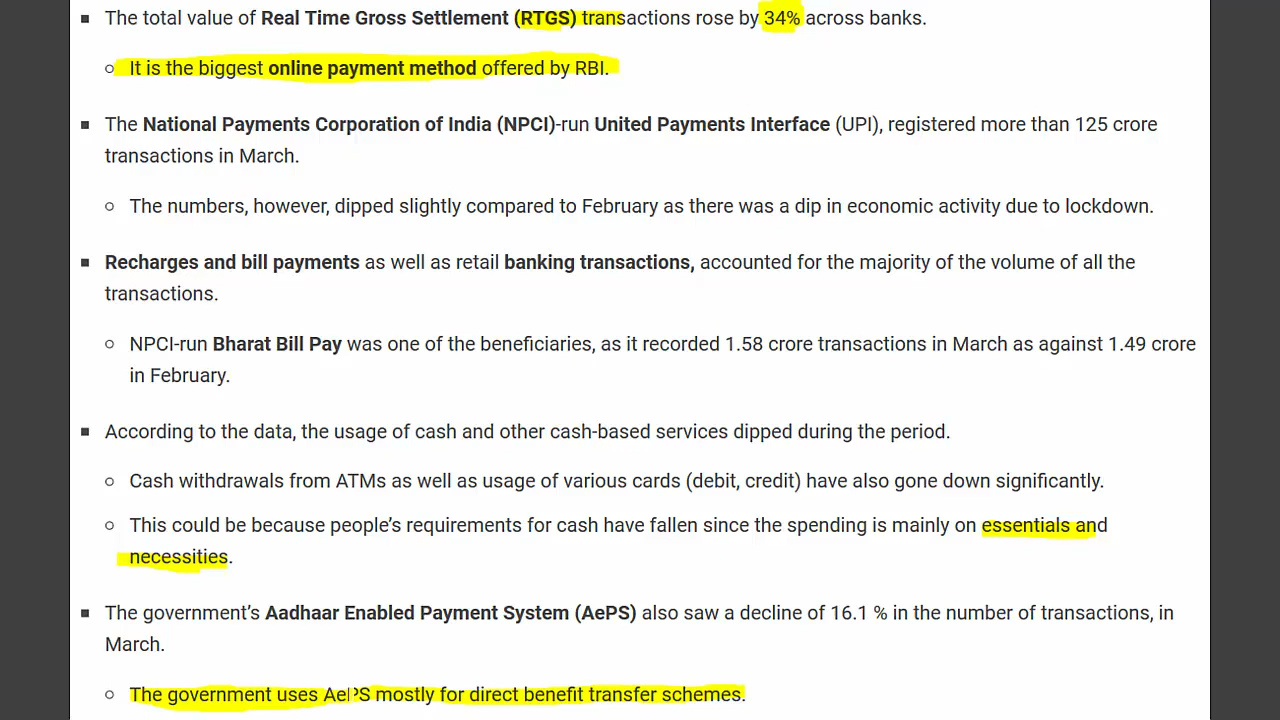 The total value of Real Time Gross Settlement (RTGS) transactions rose by 34% across banks.
It is the biggest online payment method offered by RBI.
The National Payments Corporation of India (NPCI)-run United Payments Interface (UPI), registered more than 125 crore
transactions in March.
The numbers, however, dipped slightly compared to February as there was a dip in economic activity due to lockdown.
Recharges and bill payments as well as retail banking transactions, accounted for the majority of the volume of all the
transactions.
NPCI-run Bharat Bill Pay was one of the beneficiaries, as it recorded 1.58 crore transactions in March as against 1.49 crore
in February.
According to the data, the usage of cash and other cash-based services dipped during the period.
Cash withdrawals from ATMs as well as usage of various cards (debit, credit) have also gone down significantly.
This could be because people's requirements for cash have fallen since the spending is mainly on essentials and
necessities.
The government's Aadhaar Enabled Payment System (AePS) also saw a decline of 16.1 % in the number of transactions, in
March.
The government uses AePS mostly for direct benefit transfer schemes.